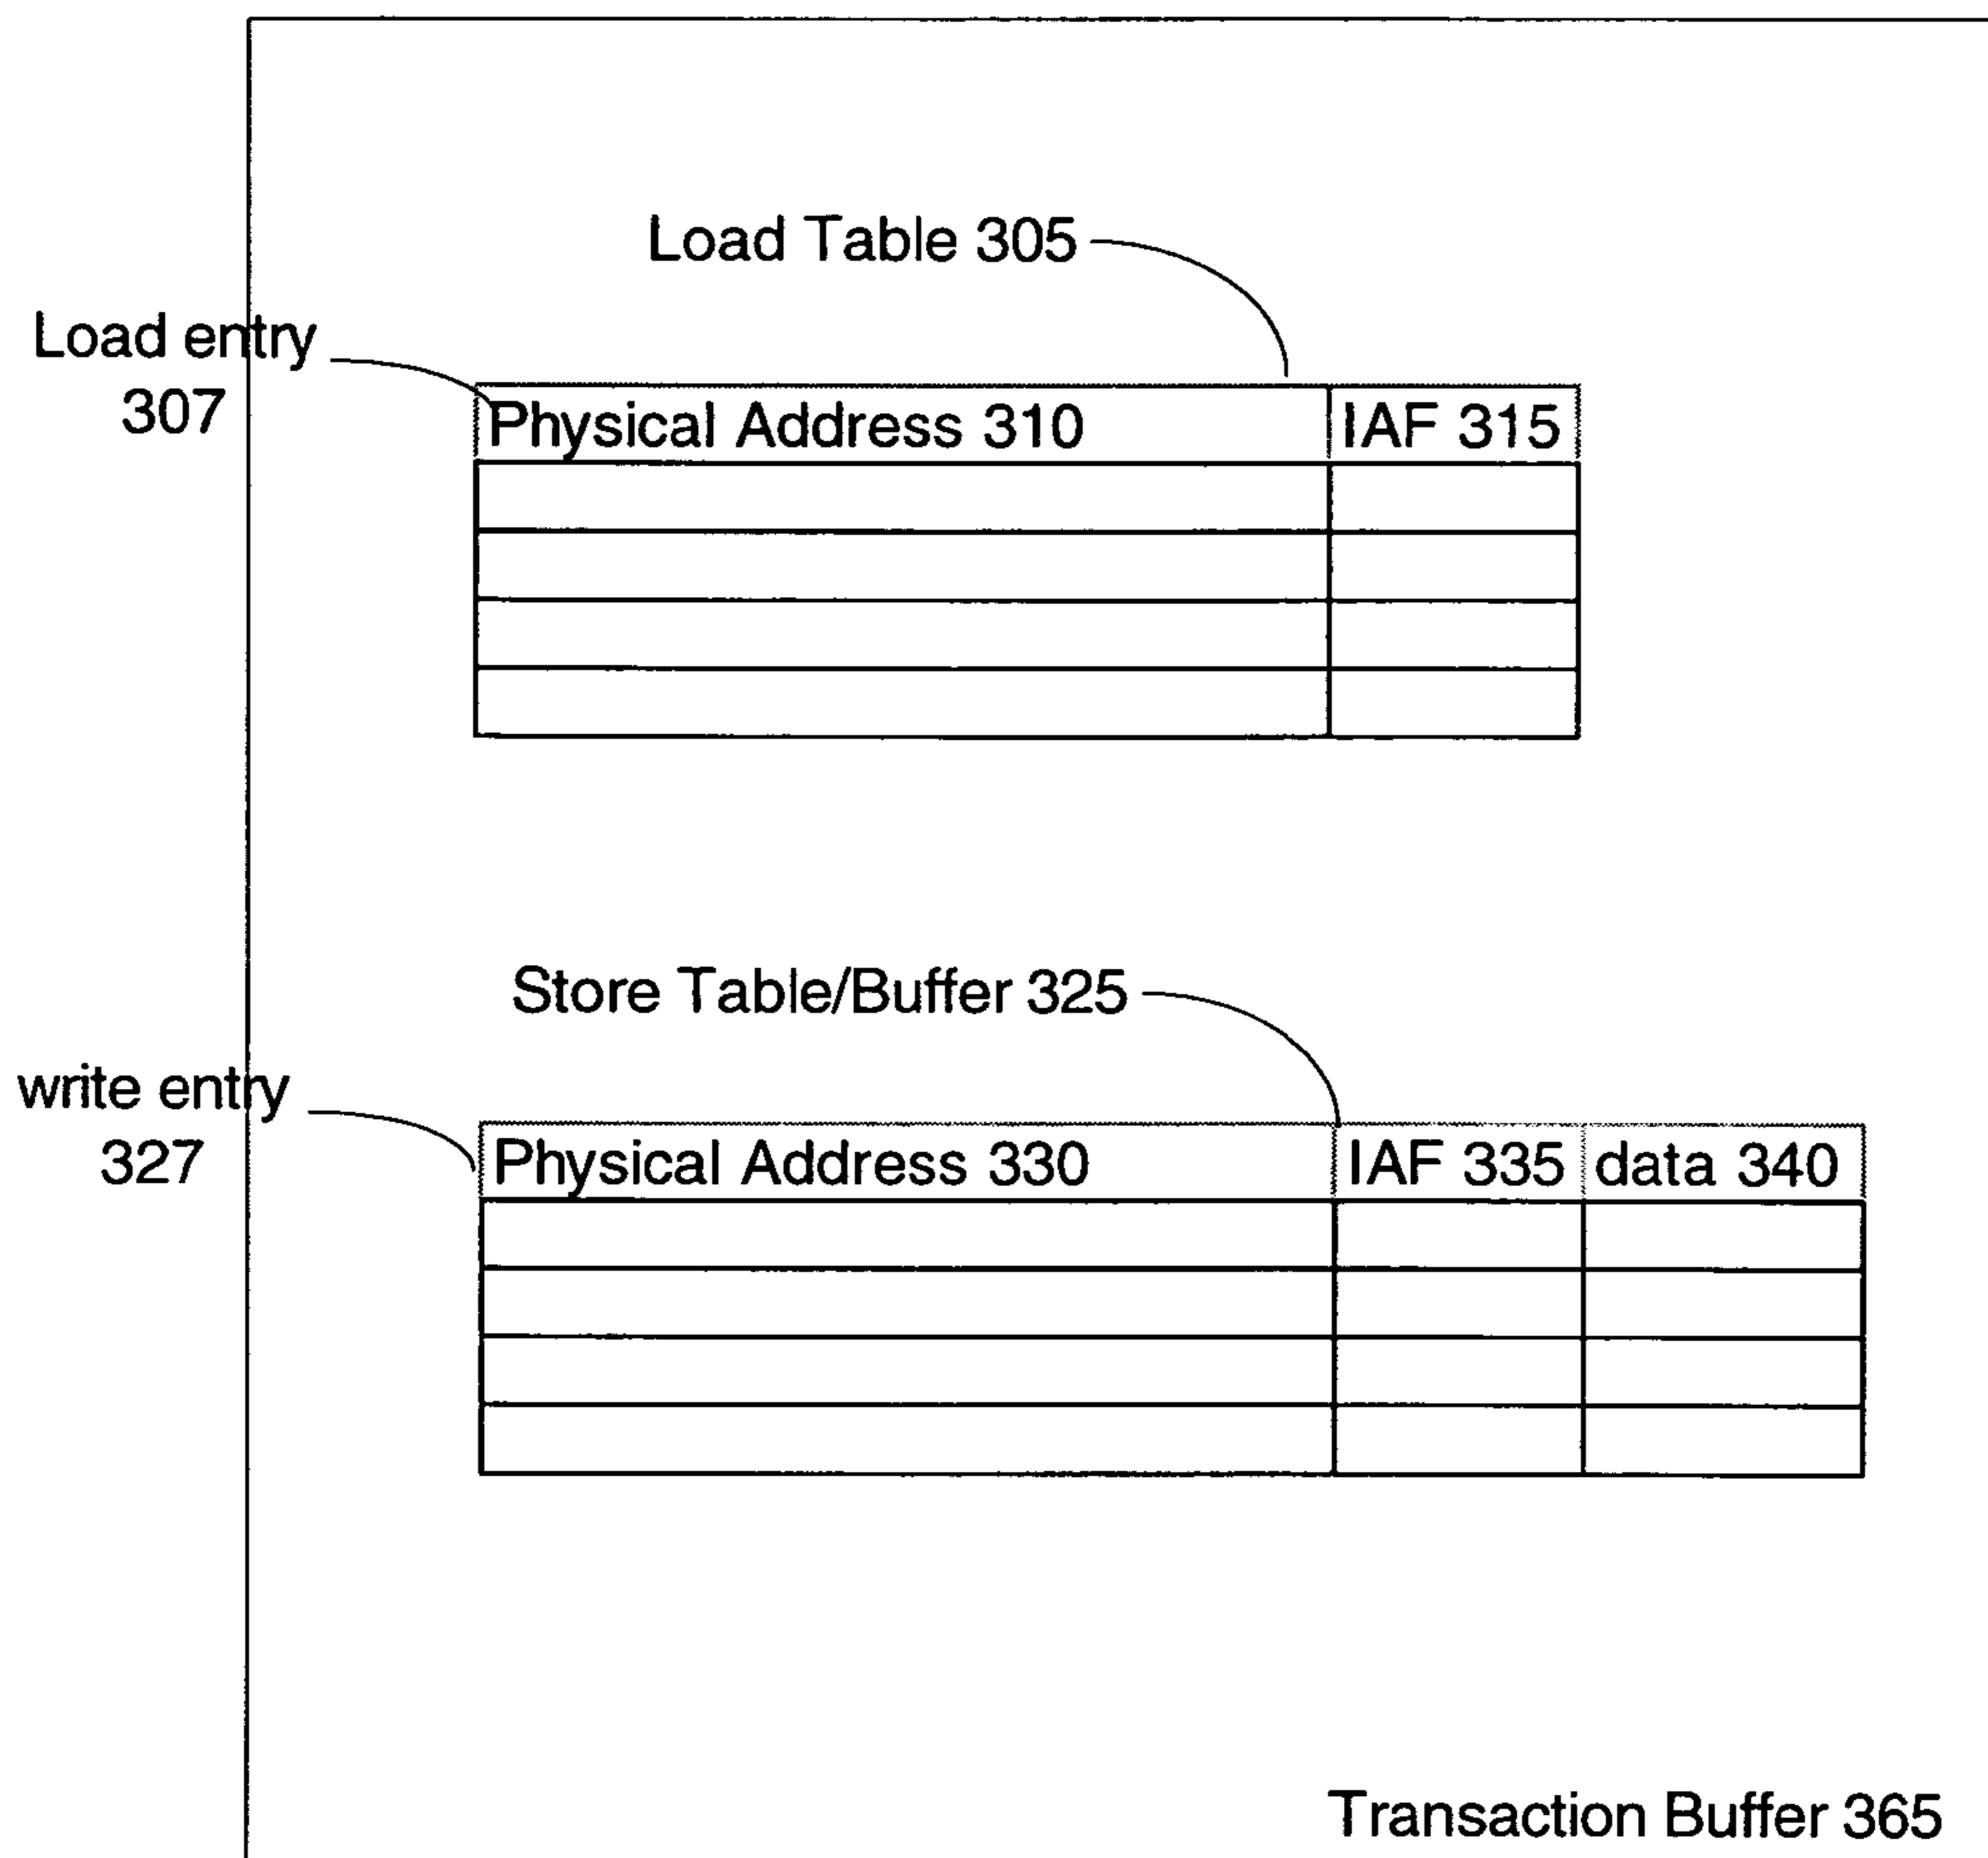 Load Table 305
Load entry
307
Physical Address 310 IAF 315
Store Table/Buffer 325
write entry
327
Physical Address 330 IAF 335 data 340
Transaction Buffer 365